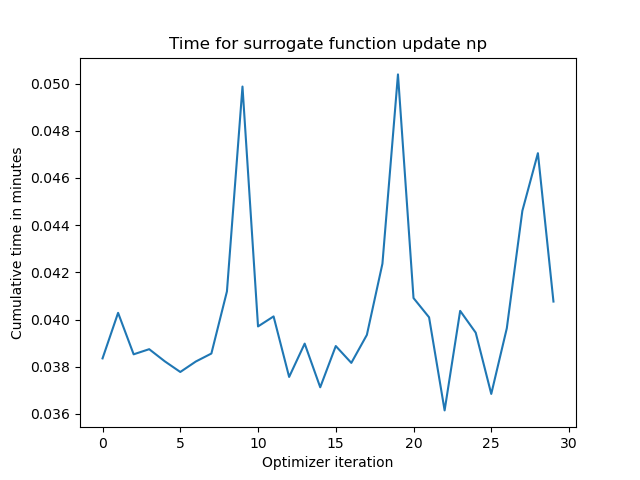 Time for surrogate function update np
Cumulative time in minutes
0.050
0.048
0.046
0.044
0.042
0.040
0.038
0.036
0 5 10 15 20 25 30
Optimizer iteration